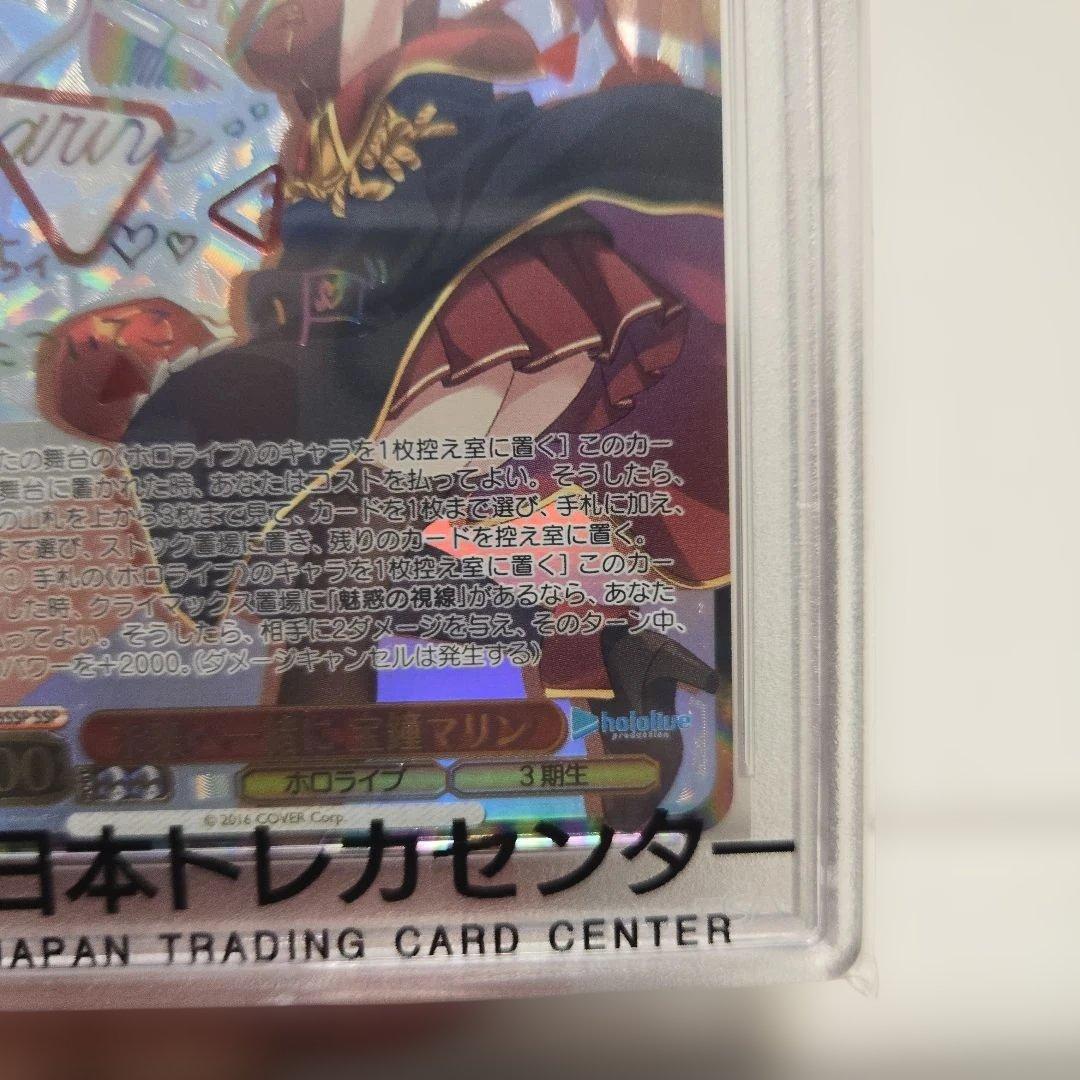 arine
たの舞台の《ホロライブ》のキャラを1枚控え室に置く］ このカー
舞台に置かれた時、あなたはコストを払ってよい。そうしたら、
の山札を上から3枚まで見て、カードを1枚まで選び、手札に加え、
まで選び、ストック置場に置き、残りのカードを控え室に置く。
① 手札の《ホロライブ》のキャラを1枚控え室に置く］ このカー
した時、クライマックス置場に「魅惑の視線」があるなら、あなた
ってよい。そうしたら、相手に2ダメージを与え、そのターン中、
パワーを+2000。（ダメージキャンセルは発生する）
SSP SSP
宝鐘マリン
hololive
production
00
ホロライブ
3期生
© 2016 COVER Corp.
日本トレカセンター
JAPAN TRADING CARD CENTER